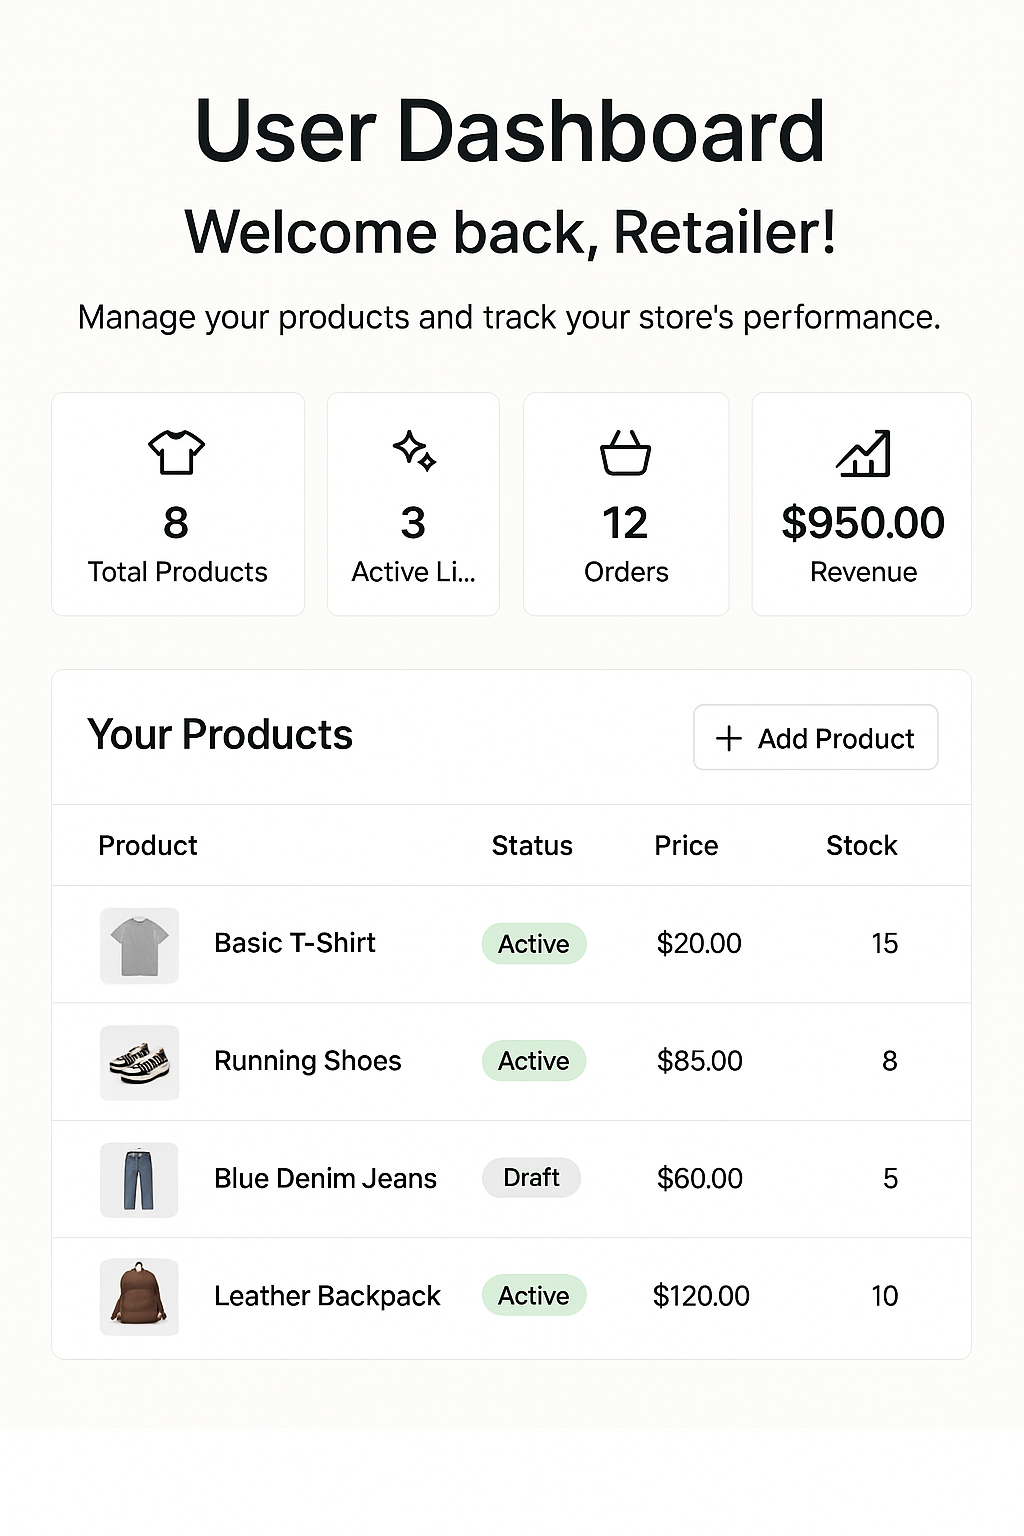 User Dashboard
Welcome back, Retailer!
Manage your products and track your store's performance.
8
Total Products
3
Active Li...
12
Orders
$950.00
Revenue
Your Products
+ Add Product
Product Status Price Stock
Basic T-Shirt Active $20.00 15
Running Shoes Active $85.00 8
Blue Denim Jeans Draft $60.00 5
Leather Backpack Active $120.00 10